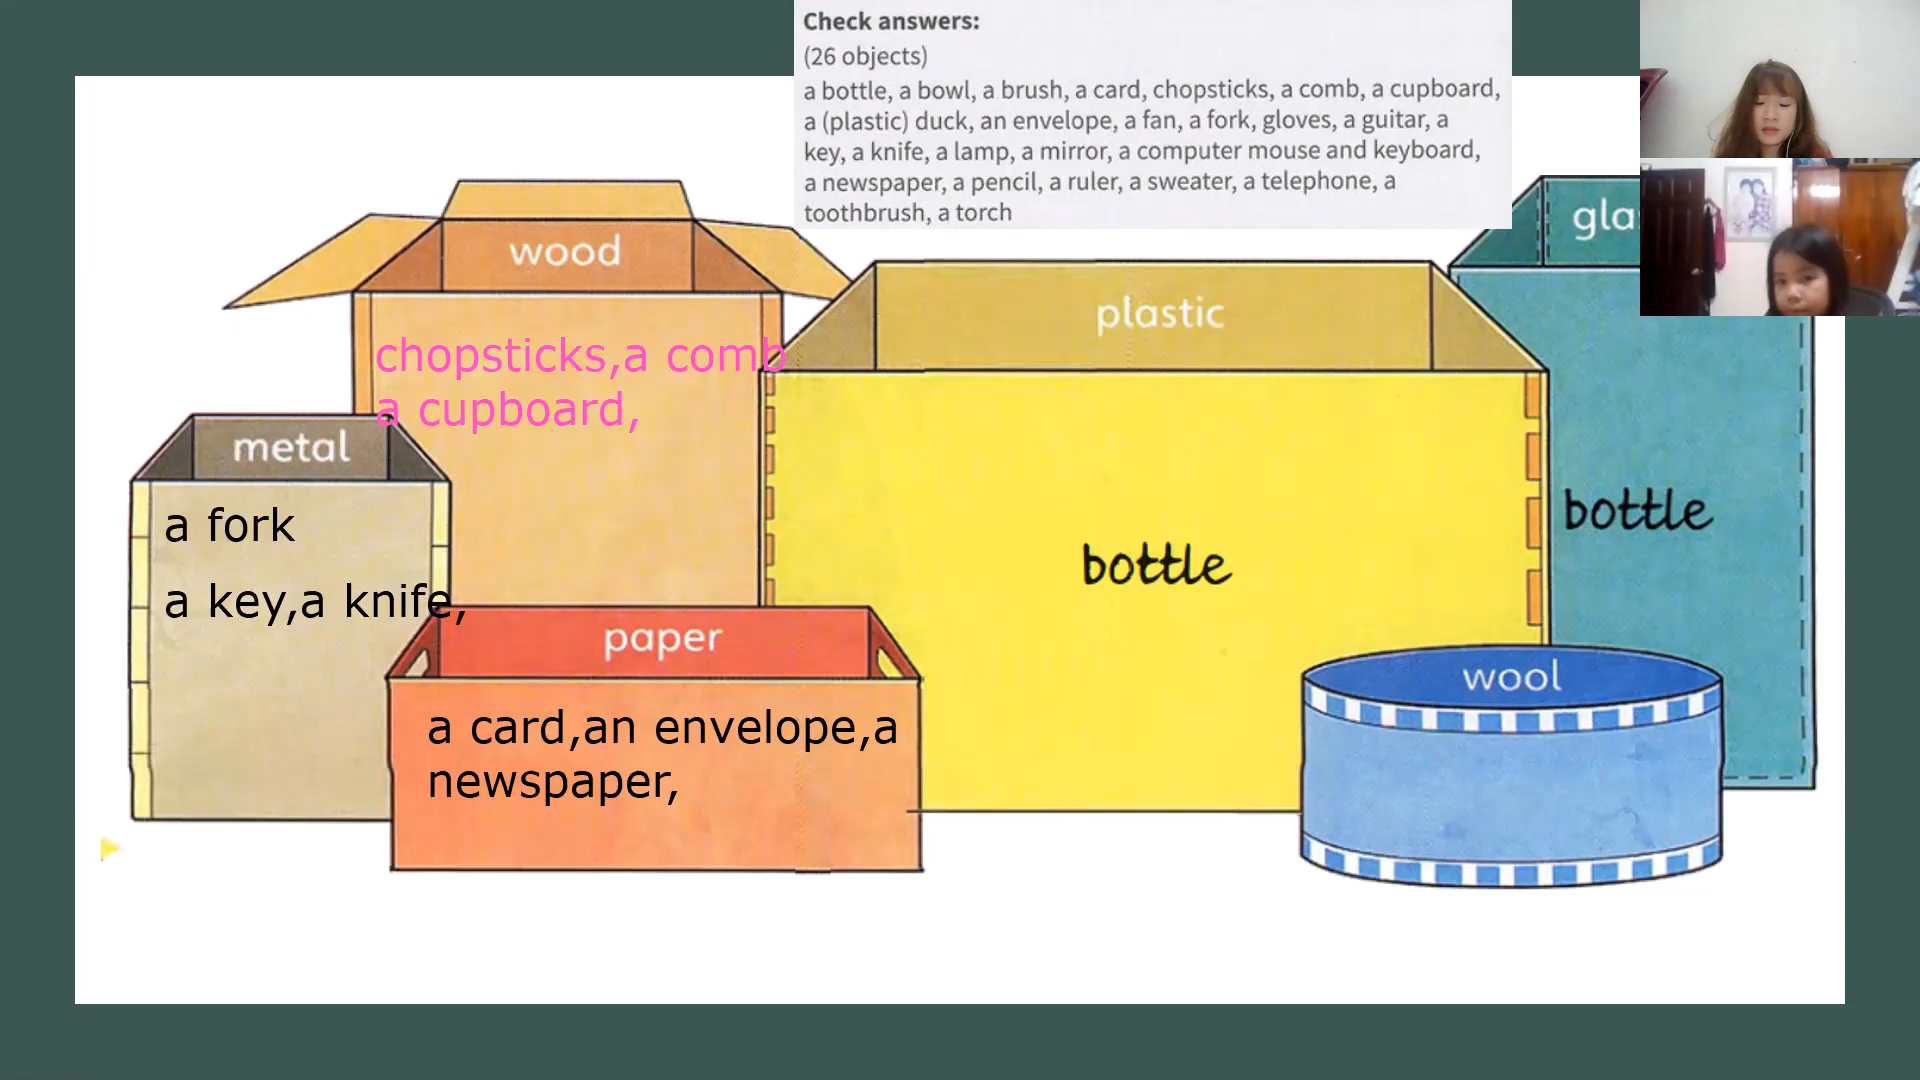 Check answers:
(26 objects)
a bottle, a bowl, a brush, a card, chopsticks, a comb, a cupboard,
a (plastic) duck, an envelope, a fan, a fork, gloves, a guitar, a
key, a knife, a lamp, a mirror, a computer mouse and keyboard,
a newspaper, a pencil, a ruler, a sweater, a telephone, a
toothbrush, a torch
wood
chopsticks,a comb
a cupboard,
plastic
bottle
gla
bottle
metal
a fork
a key,a knife,
paper
a card,an envelope,a
newspaper,
wool